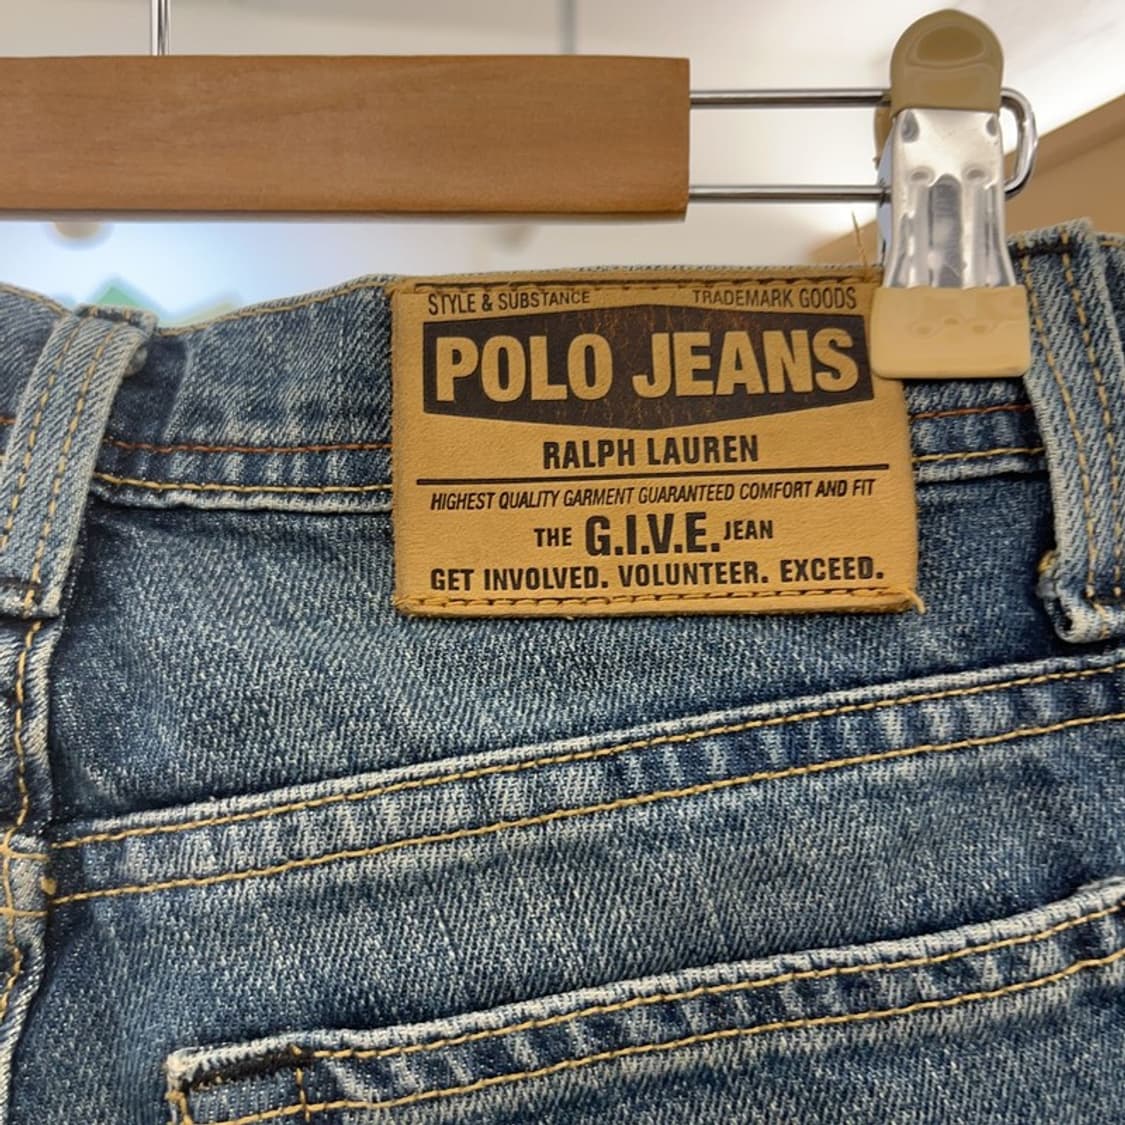 STYLE & SUBSTANCE TRADEMARK GOODS
POLO JEANS
RALPH LAUREN
HIGHEST QUALITY GARMENT GUARANTEED COMFORT AND FIT
THE G.I.V.E. JEAN
GET INVOLVED. VOLUNTEER. EXCEED.